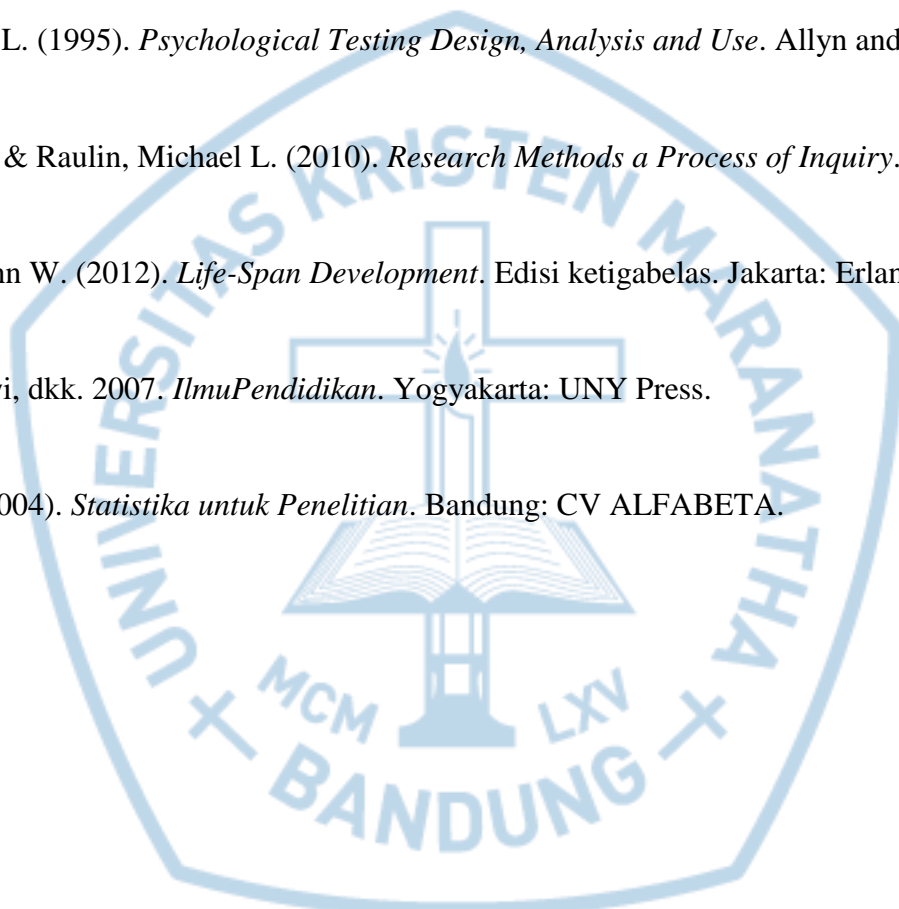 L. (1995). Psychological Testing Design, Analysis and Use. Allyn and
& Raulin, Michael L. (2010). Research Methods a Process of Inquiry.
nn W. (2012). Life-Span Development. Edisi ketigabelas. Jakarta: Erlan
vi, dkk. 2007. IlmuPendidikan. Yogyakarta: UNY Press.
004). Statistika untuk Penelitian. Bandung: CV ALFABETA.
UNIVERSITAS KRISTEN MARANATHA
MCM LXV
BANDUNG